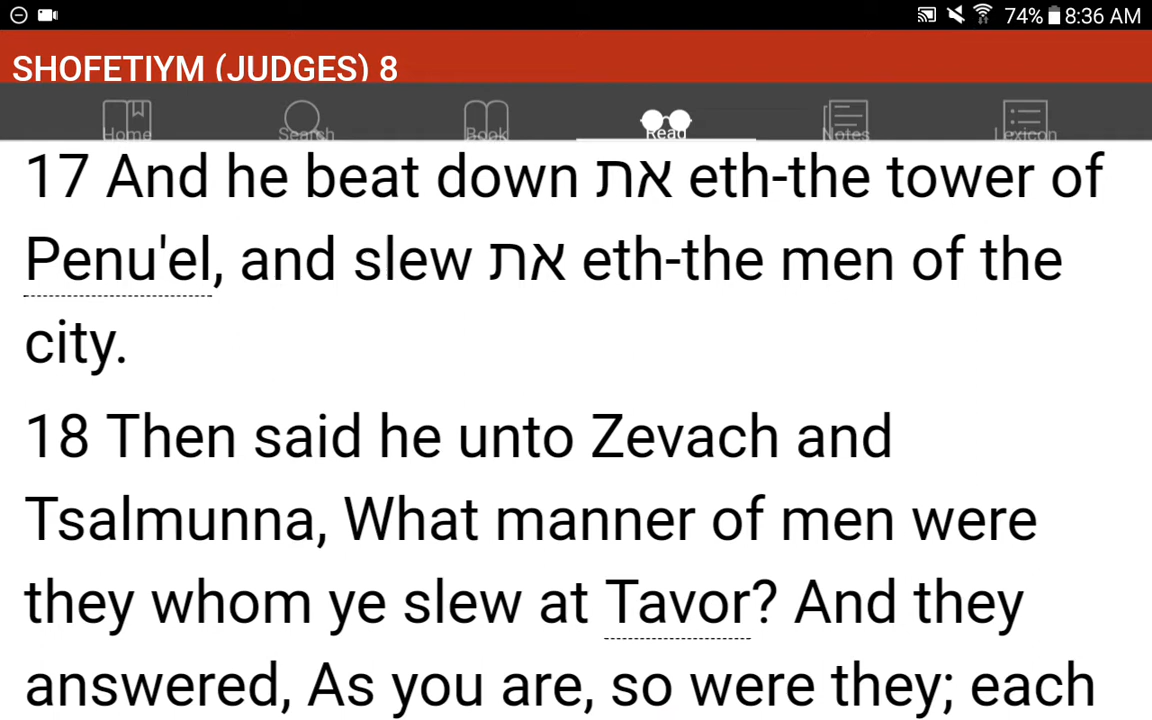 74% 8:36 AM
SHOFETIYM (JUDGES) 8
Home Search Book Read Notes Lexicon
17 And he beat down את eth-the tower of
Penu'el, and slew את eth-the men of the
city.
18 Then said he unto Zevach and
Tsalmunna, What manner of men were
they whom ye slew at Tavor? And they
answered, As you are, so were they; each